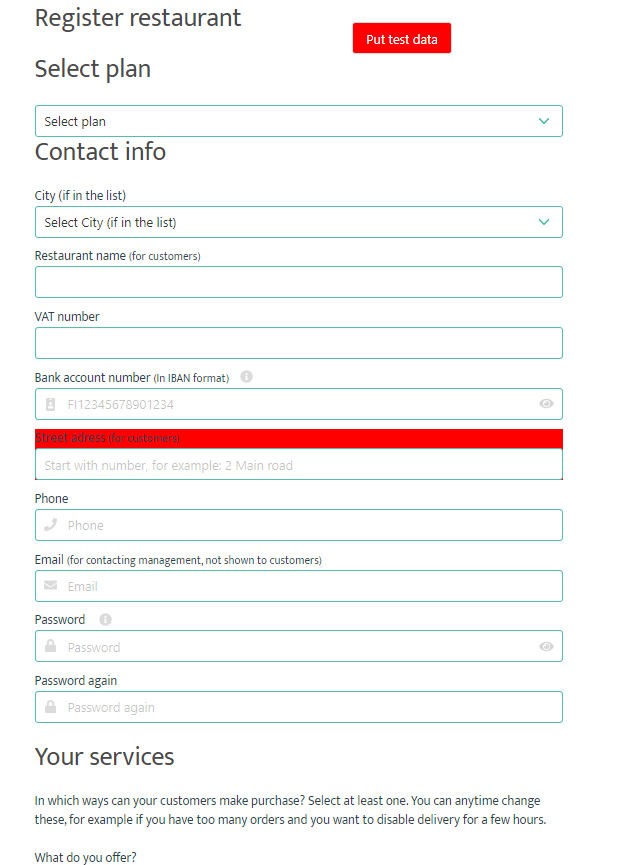 Register restaurant
Put test data
Select plan
Select plan
Contact info
City (if in the list)
Select City (if in the list)
Restaurant name (for customers)
VAT number
Bank account number (In IBAN format)
FI12345678901234
Street adress (for customers)
Start with number, for example: 2 Main road
Phone
Phone
Email (for contacting management, not shown to customers)
Email
Password
Password
Password again
Password again
Your services
In which ways can your customers make purchase? Select at least one. You can anytime change
these, for example if you have too many orders and you want to disable delivery for a few hours.
What do you offer?